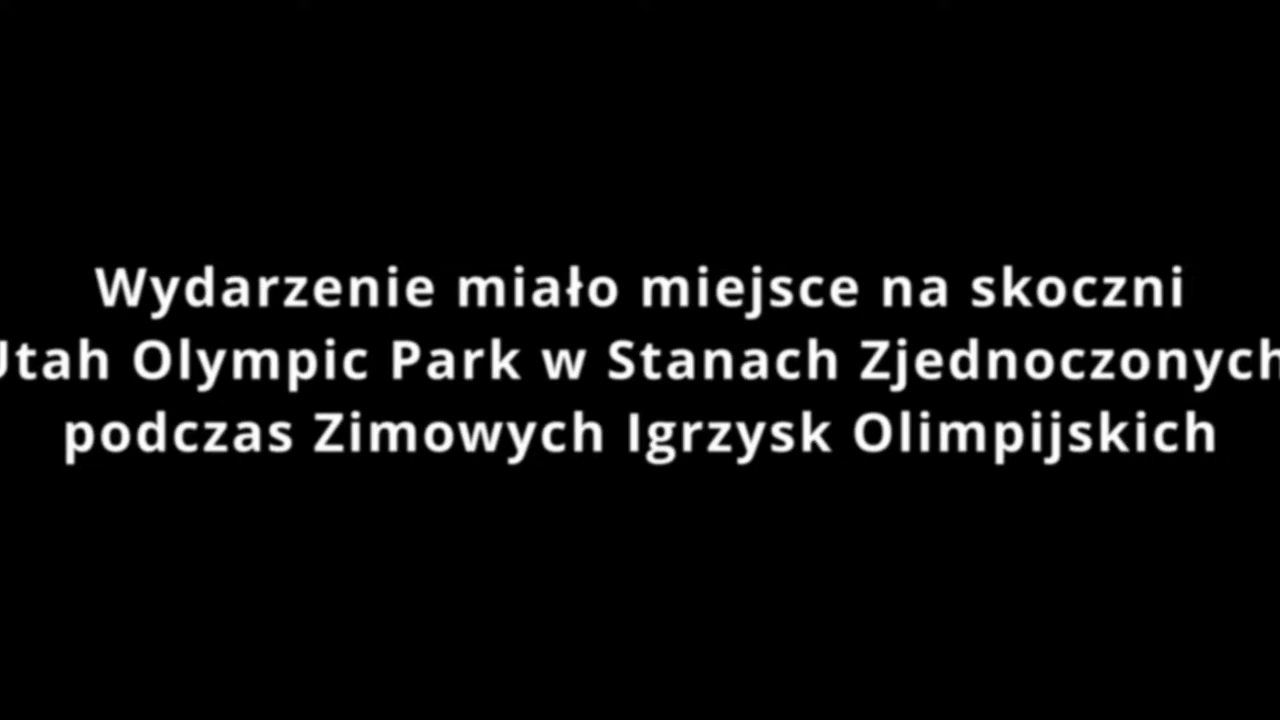 Wydarzenie miało miejsce na skoczni
Utah Olympic Park w Stanach Zjednoczonych
podczas Zimowych Igrzysk Olimpijskich